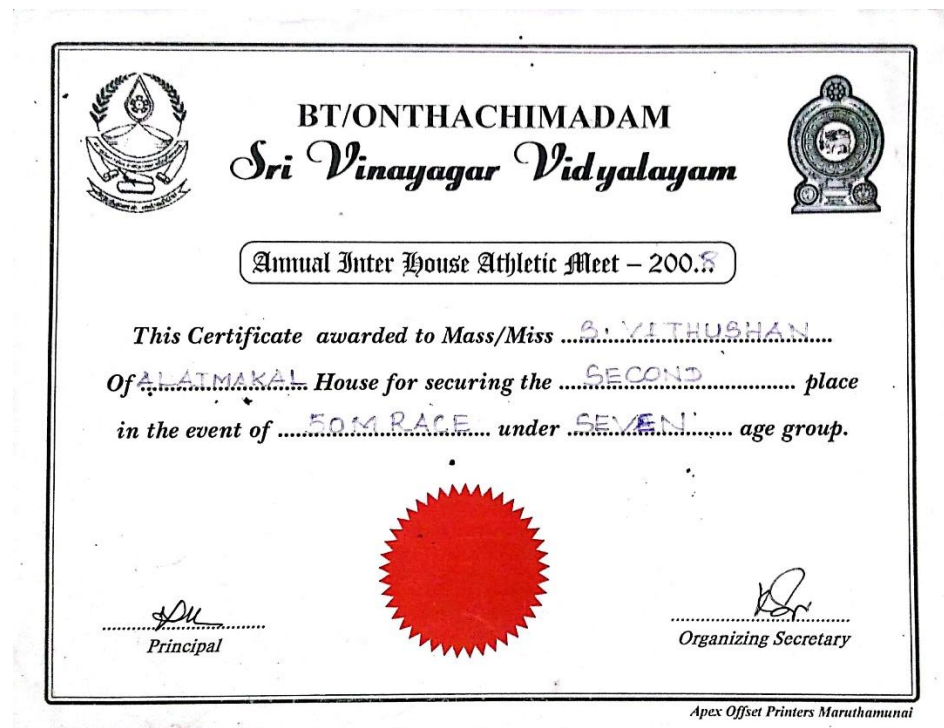 BT/ONTHACHIMADAM
Sri Vinayagar Vidyalayam
Annual Inter House Athletic Meet – 200..8
This Certificate awarded to Mass/Miss ...S. VITHUSHAN...
Of ALAIMAKAL House for securing the ...SECOND... place
in the event of ...50M RACE... under ...SEVEN... age group.
Principal
Organizing Secretary
Apex Offset Printers Maruthamunai